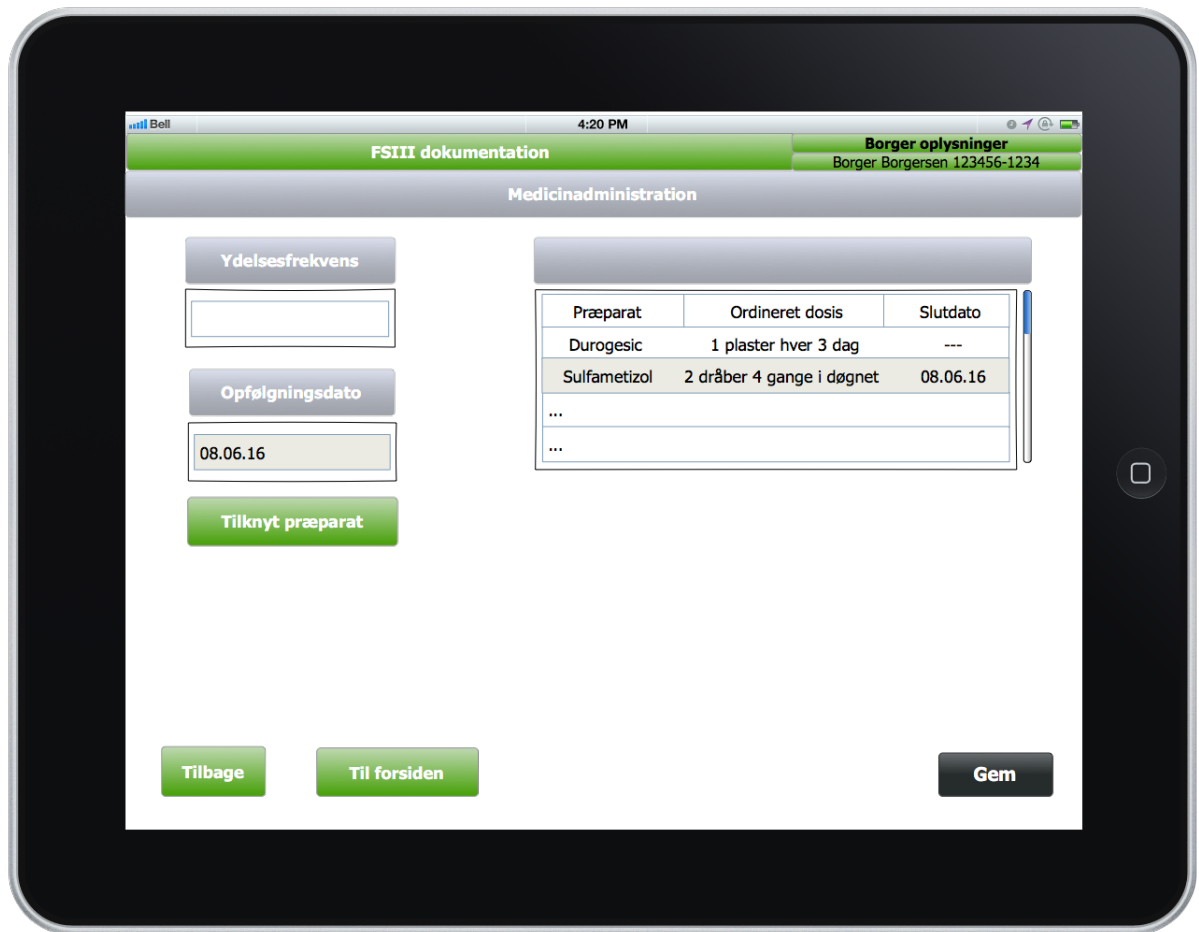 Bell 4:20 PM
FSIII dokumentation
Borger oplysninger
Borger Borgersen 123456-1234
Medicinadministration
Ydelsesfrekvens
Opfølgningsdato
08.06.16
Tilknyt præparat
Præparat Ordineret dosis Slutdato
Durogesic 1 plaster hver 3 dag ---
Sulfametizol 2 dråber 4 gange i døgnet 08.06.16
...
...
Tilbage Til forsiden Gem